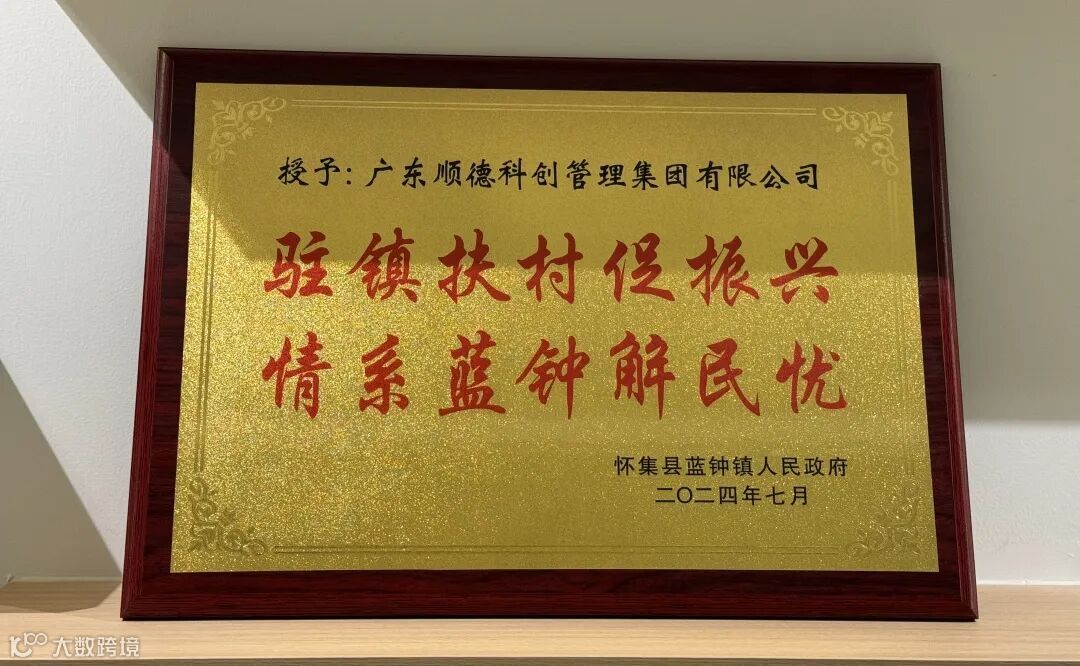 授予：广东顺德科创管理集团有限公司
驻镇扶村促振兴
情系蓝钟解民忧
怀集县蓝钟镇人民政府
二〇二四年七月
大数跨境